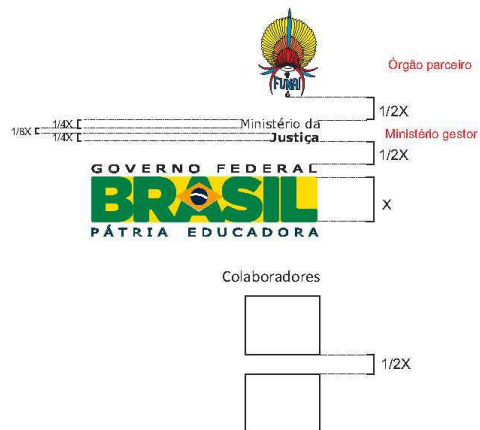 FUNAI
Órgão parceiro
1/2X
Ministério da
Justiça
1/4X
1/8X
1/4X
Ministério gestor
1/2X
GOVERNO FEDERAL
BRASIL
PÁTRIA EDUCADORA
X
Colaboradores
1/2X